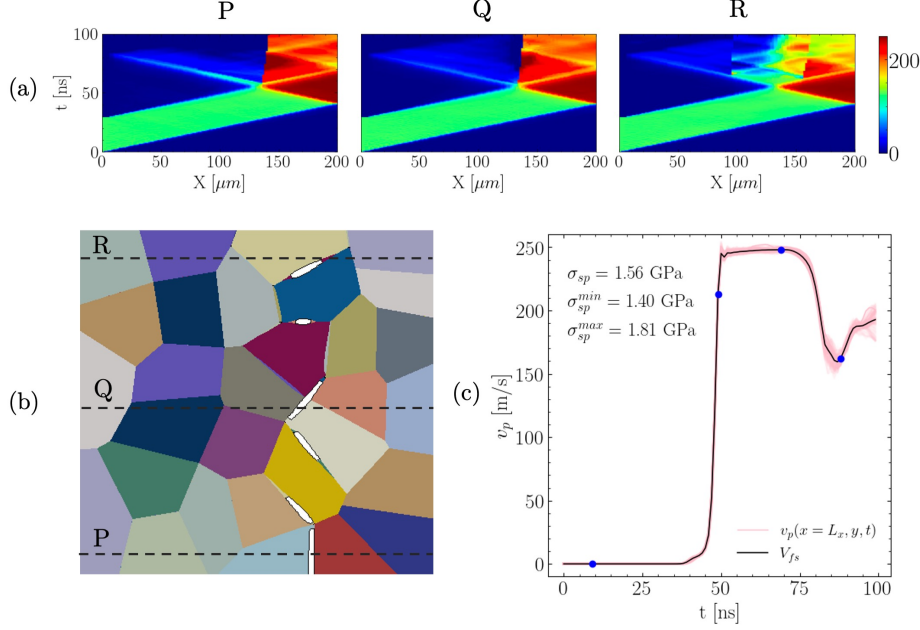 P Q R
(a)
t [ns]
100
50
0
0 50 100 150 200
X [μm]
0 50 100 150 200
X [μm]
0 50 100 150 200
X [μm]
200
0
(b)
R
Q
P
(c)
v_p [m/s]
250
200
150
100
50
0
σ_sp = 1.56 GPa
σ_sp^min = 1.40 GPa
σ_sp^max = 1.81 GPa
v_p(x = L_x, y, t)
V_fs
0 25 50 75 100
t [ns]